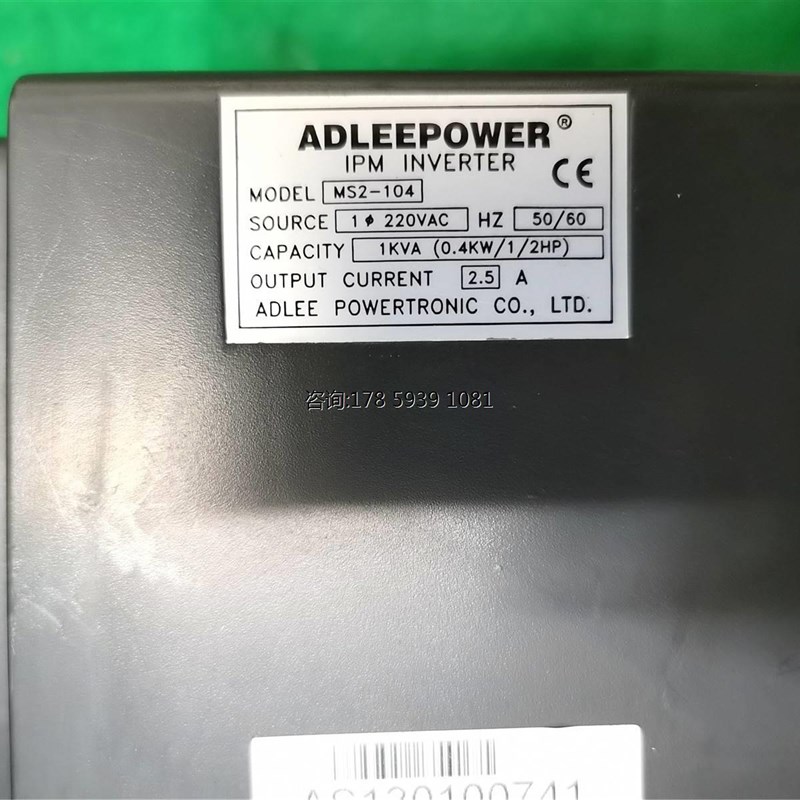 ADLEEPOWER®
IPM INVERTER
CE
MODEL MS2-104
SOURCE 1ϕ 220VAC HZ 50/60
CAPACITY 1KVA (0.4KW/1/2HP)
OUTPUT CURRENT 2.5 A
ADLEE POWERTRONIC CO., LTD.
咨询:178 5939 1081
AS130100741